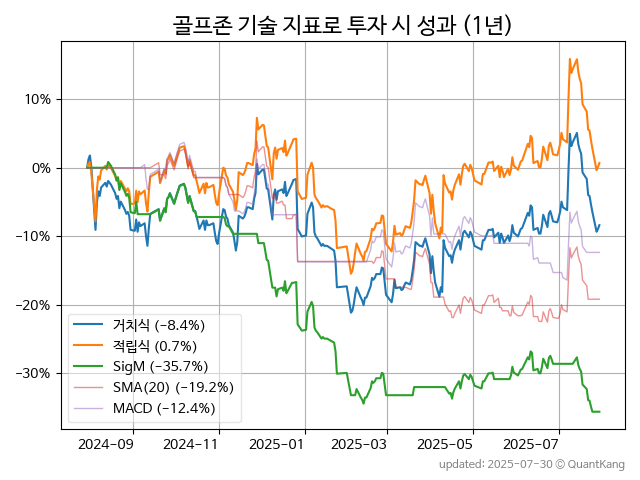 골프존 기술 지표로 투자 시 성과 (1년)
10%
0%
−10%
−20%
−30%
거치식 (−8.4%)
적립식 (0.7%)
SigM (−35.7%)
SMA(20) (−19.2%)
MACD (−12.4%)
2024-09 2024-11 2025-01 2025-03 2025-05 2025-07
updated: 2025-07-30 © QuantKang